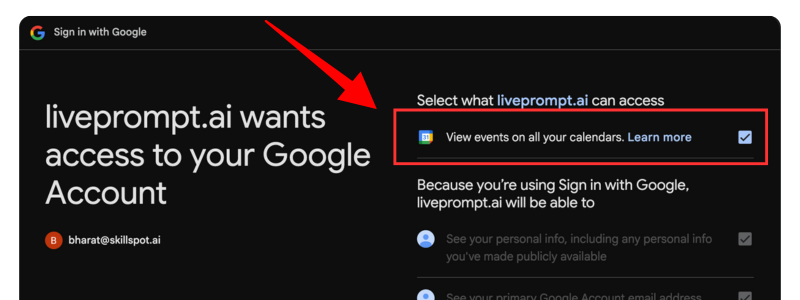 Sign in with Google
liveprompt.ai wants
access to your Google
Account
B bharat@skillspot.ai
Select what liveprompt.ai can access
31 View events on all your calendars. Learn more
Because you're using Sign in with Google,
liveprompt.ai will be able to
See your personal info, including any personal info
you've made publicly available
See your primary Google Account email address